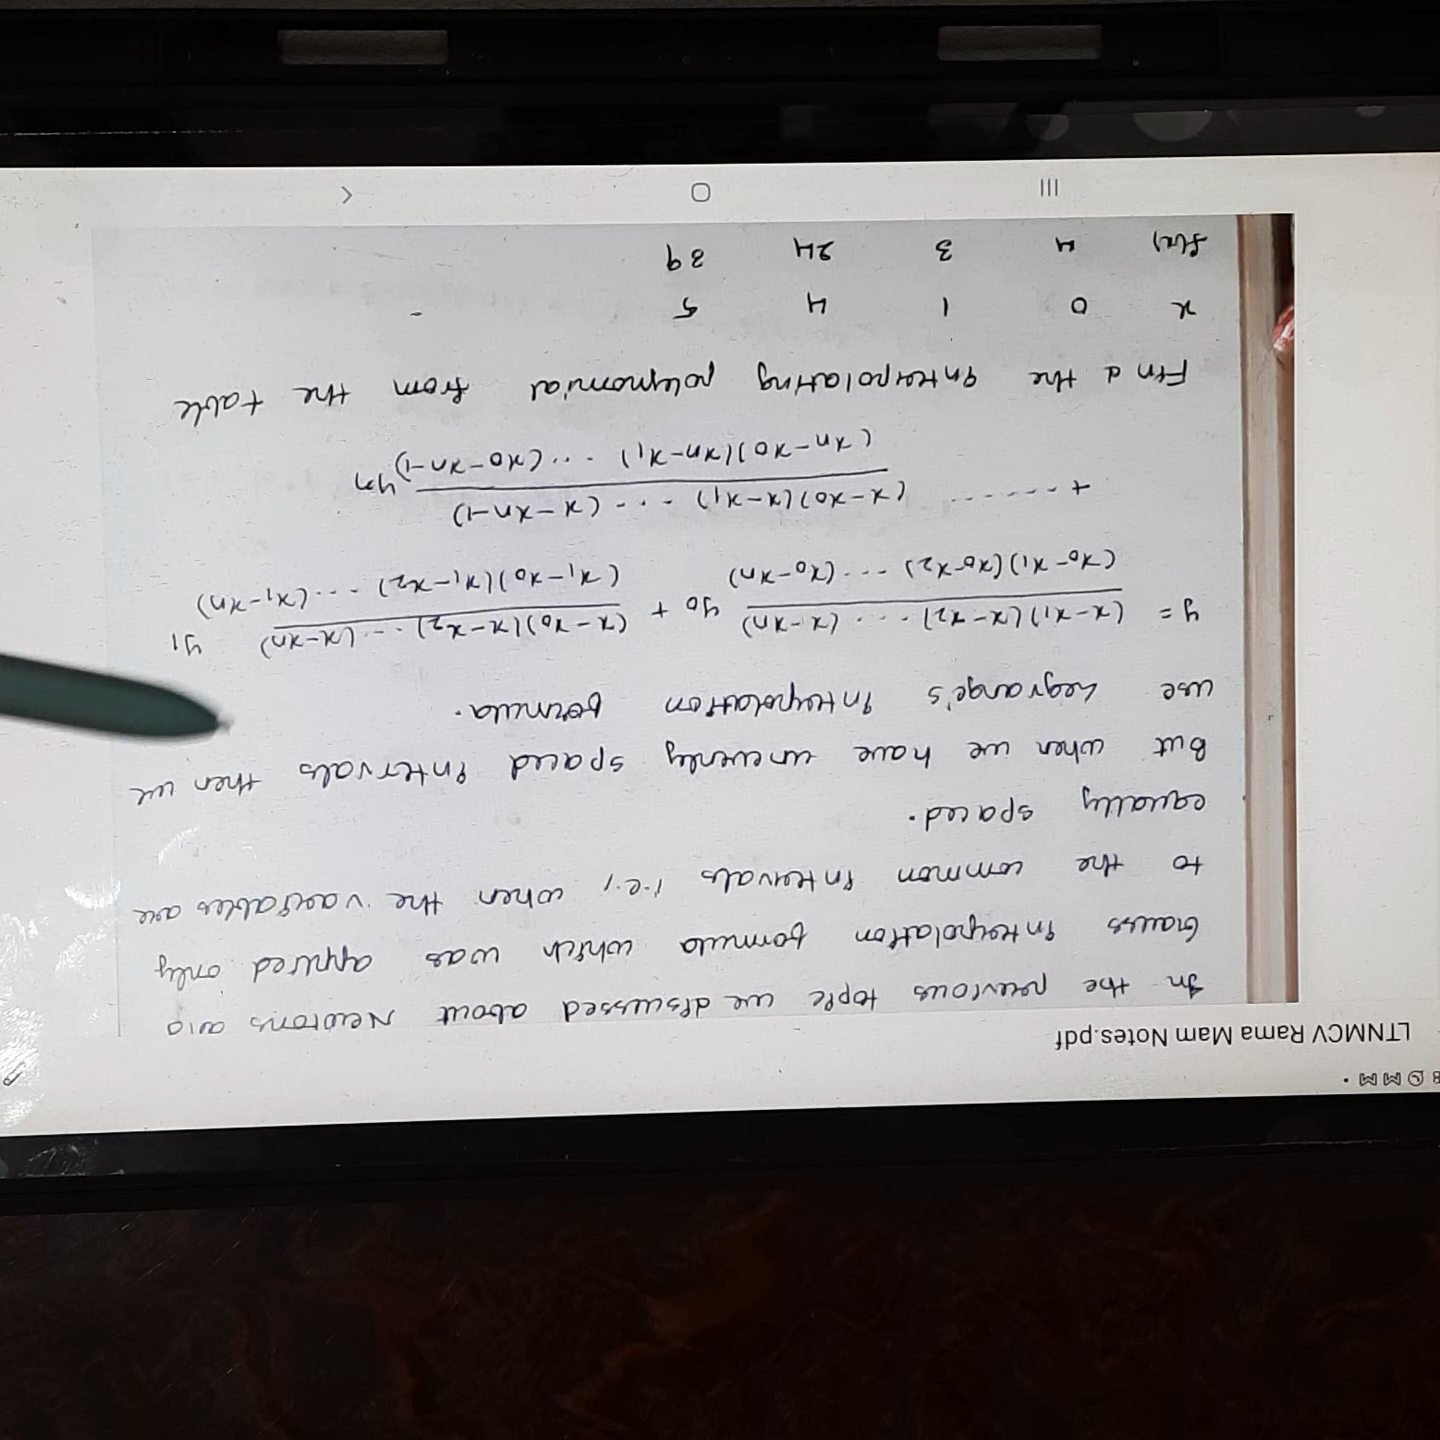 LTNMCV Rama Mam Notes.pdf
In the previous topic we discussed about Newtons and
Gauss Interpolation formula which was applied only
to the common Intervals i.e., when the variables are
equally spaced.
But when we have unevenly spaced Intervals then we
use Legrange's Interpolation formula.
y = (x-x1)(x-x2) ... (x-xn) / (x0-x1)(x0-x2) ... (x0-xn) y0 + (x-x0)(x-x2) ... (x-xn) / (x1-x0)(x1-x2) ... (x1-xn) y1
+ ------- (x-x0)(x-x1) ... (x-xn-1) / (xn-x0)(xn-x1) ... (x0-xn-1) yn
Find the Interpolating polynomial from the table
x 0 1 4 5
f(x) 4 3 24 39